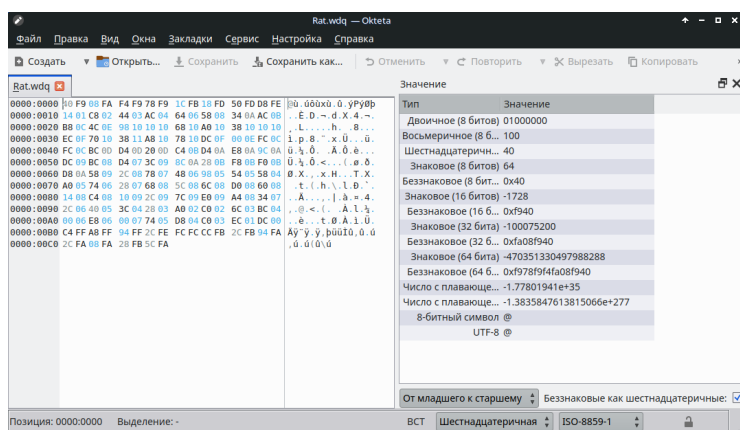 Rat.wdq — Okteta
Файл Правка Вид Окна Закладки Сервис Настройка Справка
Создать Открыть... Сохранить Сохранить как... Отменить Повторить Вырезать Копировать
Rat.wdq
0000:0000 40 F9 08 FA F4 F9 78 F9 1C FB 18 FD 50 FD D8 FE @ù.úôùxù.û.ýPýØþ
0000:0010 14 01 C8 02 44 03 AC 04 64 06 58 08 34 0A AC 0B ..È.D.¬.d.X.4.¬.
0000:0020 B8 0C 4C 0E 98 10 10 10 68 10 A0 10 38 10 10 10 ¸.L.....h. .8...
0000:0030 EC 0F 70 10 38 11 A8 10 78 10 DC 0F 00 0E FC 0C ì.p.8.¨.x.Ü...ü.
0000:0040 FC 0C BC 0D D4 0D 20 0D C4 0B D4 0A E8 0A 9C 0A ü.¼.Ô. .Ä.Ô.è...
0000:0050 DC 09 BC 08 D4 07 3C 09 8C 0A 28 0B F8 0B F0 0B Ü.¼.Ô.<...(.ø.ð.
0000:0060 D8 0A 58 09 2C 08 78 07 48 06 98 05 54 05 58 04 Ø.X.,.x.H...T.X.
0000:0070 A0 05 74 06 28 07 68 08 5C 08 6C 08 D0 08 60 08 .t.(.h.\.l.Ð.`.
0000:0080 14 08 C4 08 10 09 2C 09 7C 09 E0 09 A4 08 34 07 ..Ä...,.|.à.¤.4.
0000:0090 2C 06 40 05 3C 04 28 03 A0 02 C0 02 6C 03 BC 04 ,.@.<.(. .À.l.¼.
0000:00A0 00 06 E8 06 00 07 74 05 D8 04 C0 03 EC 01 DC 00 ..è...t.Ø.À.ì.Ü.
0000:00B0 C4 FF A8 FF 94 FF 2C FE FC FC CC FB 2C FB 94 FA Äÿ¨ÿ.ÿ,þüüÌû,û.ú
0000:00C0 2C FA 08 FA 28 FB 5C FA ,ú.ú(û\ú
Значение
Тип Значение
Двоичное (8 битов) 01000000
Восьмеричное (8 б... 100
Шестнадцатеричн... 40
Знаковое (8 битов) 64
Беззнаковое (8 бит... 0x40
Знаковое (16 битов) -1728
Беззнаковое (16 б... 0xf940
Знаковое (32 бита) -100075200
Беззнаковое (32 б... 0xfa08f940
Знаковое (64 бита) -470351330497988288
Беззнаковое (64 б... 0xf978f9f4fa08f940
Число с плавающе... -1.77801941e+35
Число с плавающе... -1.3835847613815066e+277
8-битный символ @
UTF-8 @
От младшего к старшему Беззнаковые как шестнадцатеричные:
Позиция: 0000:0000 Выделение: - ВСТ Шестнадцатеричная ISO-8859-1